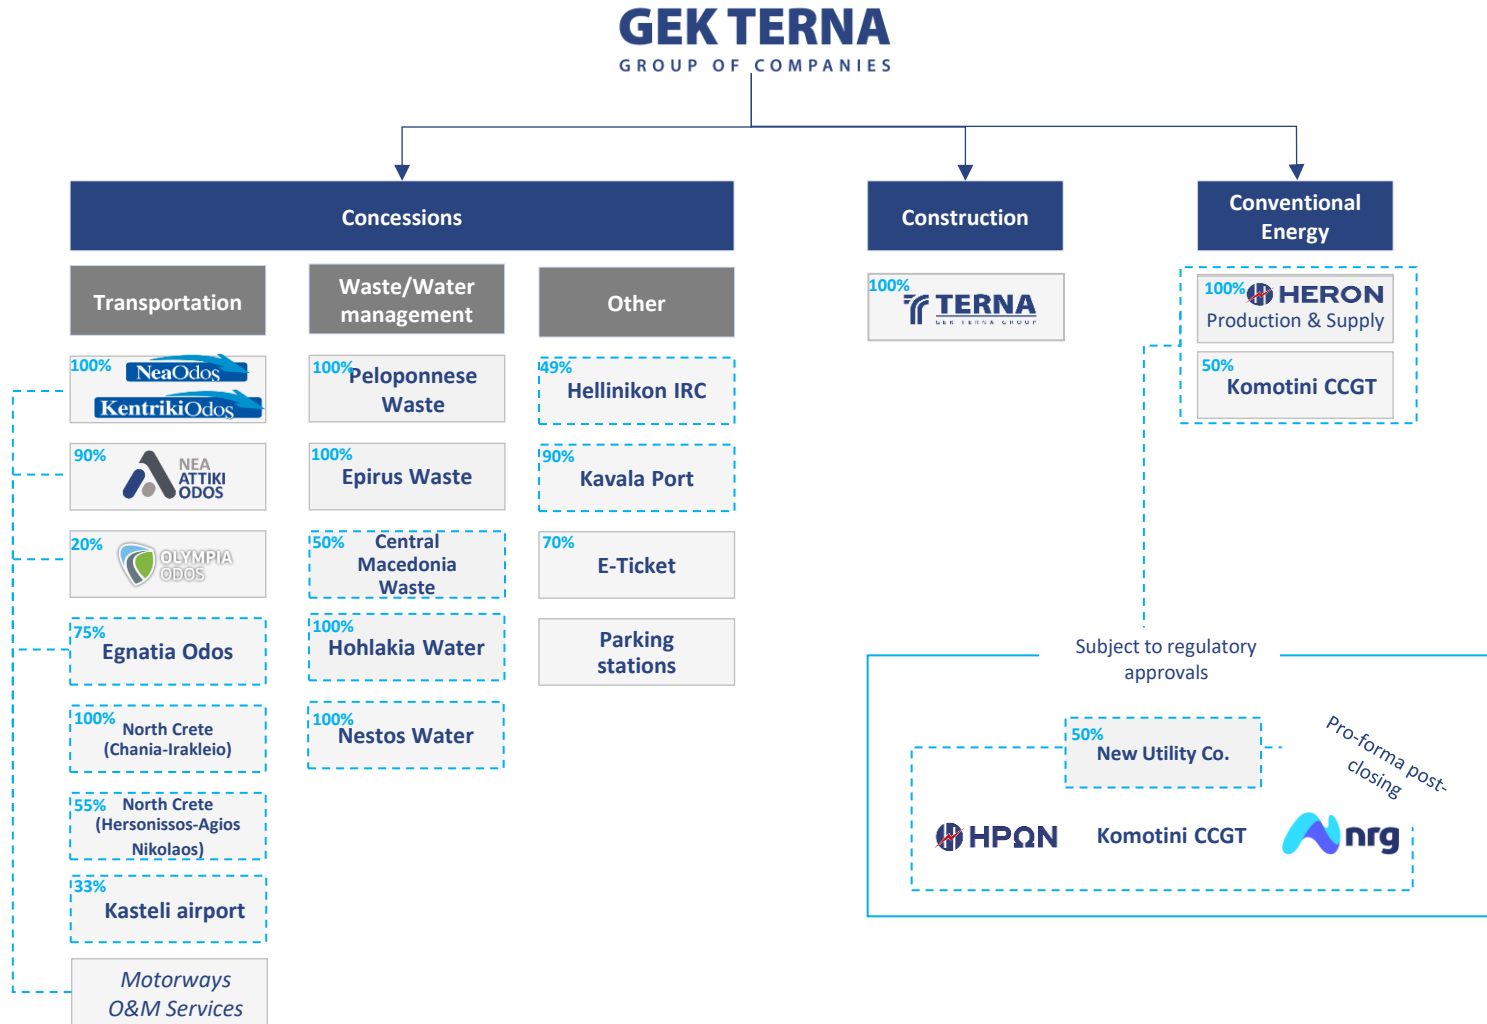 GEK TERNA
GROUP OF COMPANIES
Concessions
Construction
Conventional
Energy
Transportation
Waste/Water
management
Other
100%
NeaOdos
KentrikiOdos
90%
NEA
ATTIKI
ODOS
20%
OLYMPIA
ODOS
75%
Egnatia Odos
100%
North Crete
(Chania-Irakleio)
55%
North Crete
(Hersonissos-Agios
Nikolaos)
33%
Kasteli airport
Motorways
O&M Services
100%
Peloponnese
Waste
100%
Epirus Waste
50%
Central
Macedonia
Waste
100%
Hohlakia Water
100%
Nestos Water
49%
Hellinikon IRC
90%
Kavala Port
70%
E-Ticket
Parking
stations
100%
TERNA
GEK TERNA GROUP
100%
HERON
Production & Supply
50%
Komotini CCGT
Subject to regulatory
approvals
50%
New Utility Co.
Pro-forma post-
closing
ΗΡΩΝ
Komotini CCGT
nrg